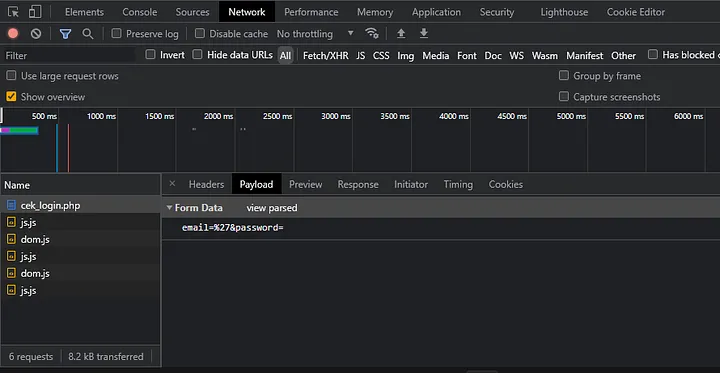 Elements Console Sources Network Performance Memory Application Security Lighthouse Cookie Editor
Preserve log Disable cache No throttling
Filter Invert Hide data URLs All Fetch/XHR JS CSS Img Media Font Doc WS Wasm Manifest Other Has blocked
Use large request rows Group by frame
Show overview Capture screenshots
500 ms 1000 ms 1500 ms 2000 ms 2500 ms 3000 ms 3500 ms 4000 ms 4500 ms 5000 ms 5500 ms 6000 ms
Name × Headers Payload Preview Response Initiator Timing Cookies
cek_login.php Form Data view parsed
js.js email=%27&password=
dom.js
js.js
dom.js
js.js
6 requests 8.2 kB transferred